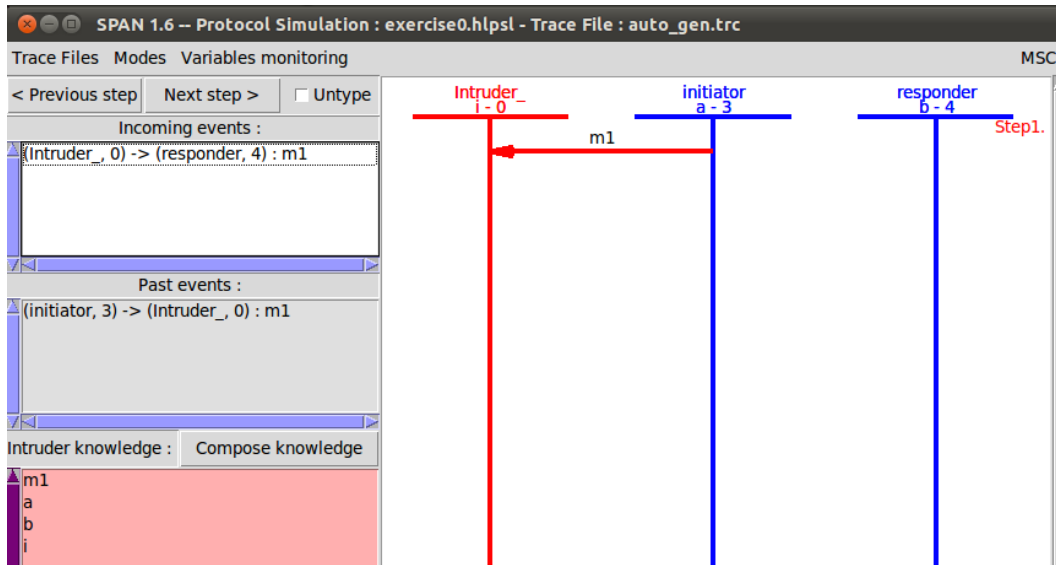 SPAN 1.6 -- Protocol Simulation : exercise0.hlpsl - Trace File : auto_gen.trc
Trace Files Modes Variables monitoring MSC
< Previous step Next step > Untype
Incoming events :
(Intruder_, 0) -> (responder, 4) : m1
Past events :
(initiator, 3) -> (Intruder_, 0) : m1
Intruder knowledge : Compose knowledge
m1
a
b
i
Intruder_
i - 0
initiator
a - 3
responder
b - 4
Step1.
m1